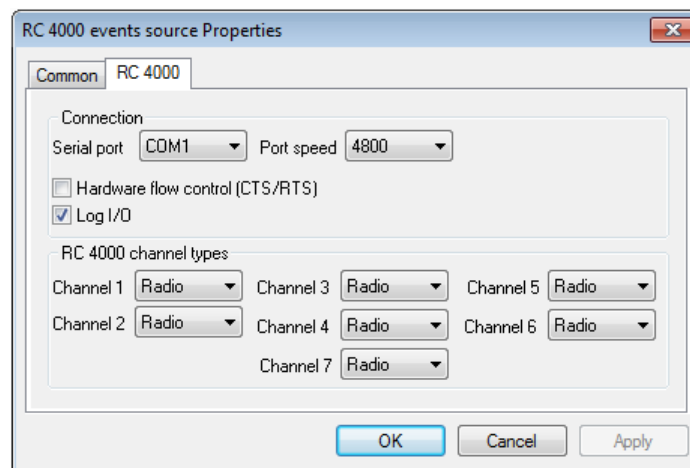 RC 4000 events source Properties
Common RC 4000
Connection
Serial port COM1 Port speed 4800
Hardware flow control (CTS/RTS)
Log I/O
RC 4000 channel types
Channel 1 Radio Channel 3 Radio Channel 5 Radio
Channel 2 Radio Channel 4 Radio Channel 6 Radio
Channel 7 Radio
OK Cancel Apply